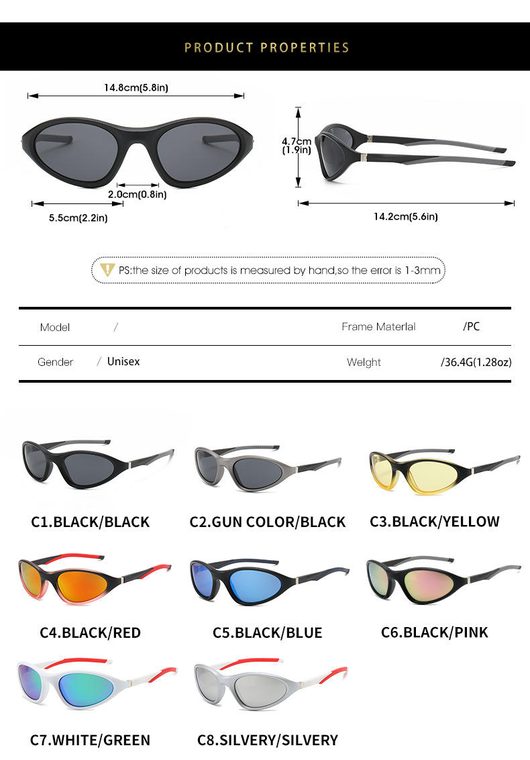 PRODUCT PROPERTIES
14.8cm(5.8in)
4.7cm
(1.9in)
2.0cm(0.8in)
5.5cm(2.2in)
14.2cm(5.6in)
PS:the size of products is measured by hand,so the error is 1-3mm
Model / Frame Material /PC
Gender / Unisex Weight /36.4G(1.28oz)
C1.BLACK/BLACK C2.GUN COLOR/BLACK C3.BLACK/YELLOW
C4.BLACK/RED C5.BLACK/BLUE C6.BLACK/PINK
C7.WHITE/GREEN C8.SILVERY/SILVERY